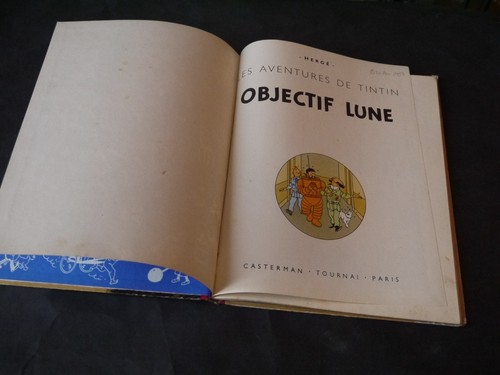 · HERGÉ ·
ES AVENTURES DE TINTIN
OBJECTIF LUNE
CASTERMAN · TOURNAI · PARIS